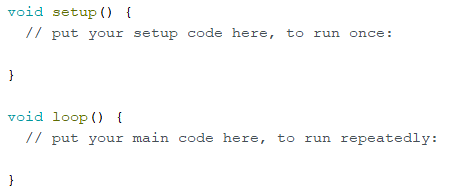 void setup() {
  // put your setup code here, to run once:
}
void loop() {
  // put your main code here, to run repeatedly:
}